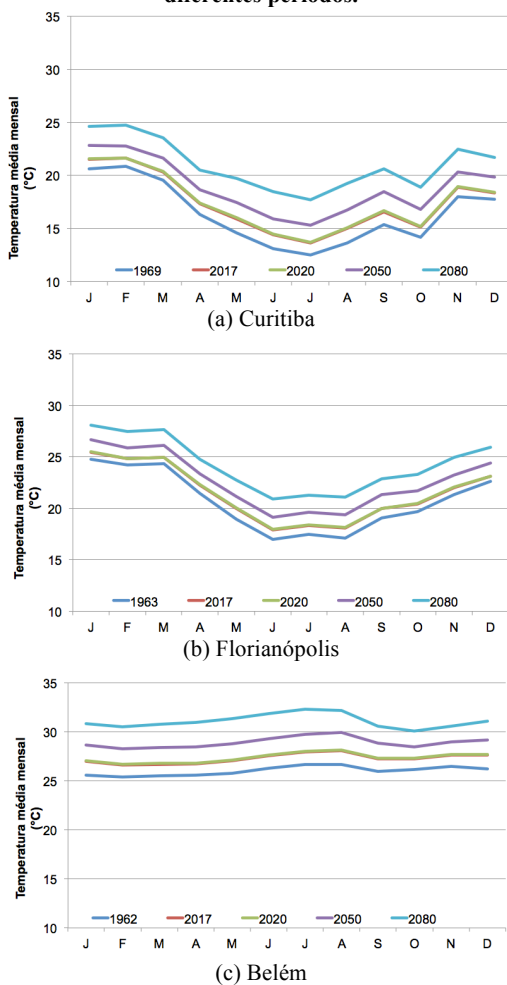 diferentes períodos.
35
30
25
20
15
10
Temperatura média mensal
(°C)
1969 2017 2020 2050 2080
J F M A M J J A S O N D
(a) Curitiba
35
30
25
20
15
10
Temperatura média mensal
(°C)
1963 2017 2020 2050 2080
J F M A M J J A S O N D
(b) Florianópolis
35
30
25
20
15
10
Temperatura média mensal
(°C)
1962 2017 2020 2050 2080
J F M A M J J A S O N D
(c) Belém